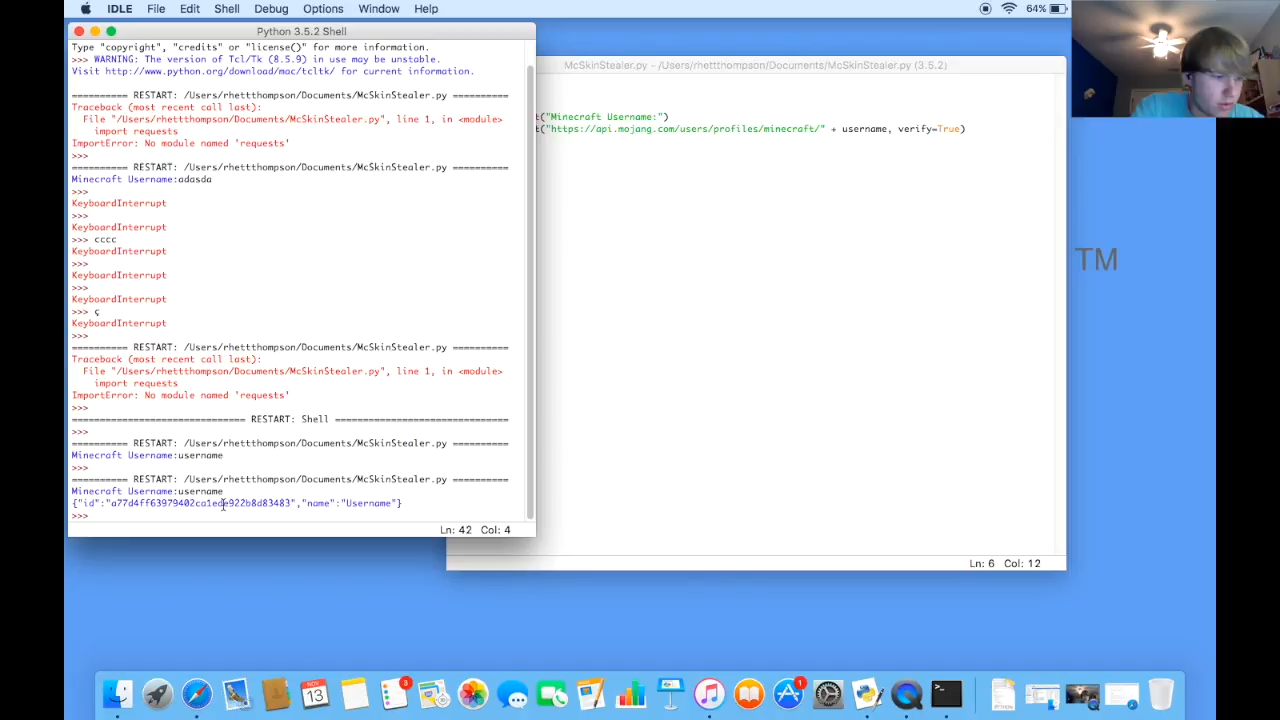 IDLE File Edit Shell Debug Options Window Help 64%
Python 3.5.2 Shell
Type "copyright", "credits" or "license()" for more information.
>>> WARNING: The version of Tcl/Tk (8.5.9) in use may be unstable.
Visit http://www.python.org/download/mac/tcltk/ for current information.
========== RESTART: /Users/rhettthompson/Documents/McSkinStealer.py ==========
Traceback (most recent call last):
File "/Users/rhettthompson/Documents/McSkinStealer.py", line 1, in <module>
import requests
ImportError: No module named 'requests'
>>>
========== RESTART: /Users/rhettthompson/Documents/McSkinStealer.py ==========
Minecraft Username:adasda
>>>
KeyboardInterrupt
>>>
KeyboardInterrupt
>>> cccc
KeyboardInterrupt
>>>
KeyboardInterrupt
>>>
KeyboardInterrupt
>>> ç
KeyboardInterrupt
>>>
========== RESTART: /Users/rhettthompson/Documents/McSkinStealer.py ==========
Traceback (most recent call last):
File "/Users/rhettthompson/Documents/McSkinStealer.py", line 1, in <module>
import requests
ImportError: No module named 'requests'
>>>
=============================== RESTART: Shell ===============================
>>>
========== RESTART: /Users/rhettthompson/Documents/McSkinStealer.py ==========
Minecraft Username:username
>>>
========== RESTART: /Users/rhettthompson/Documents/McSkinStealer.py ==========
Minecraft Username:username
{"id":"a77d4ff63979402ca1ede922b8d83483","name":"Username"}
>>>
Ln: 42 Col: 4
McSkinStealer.py - /Users/rhettthompson/Documents/McSkinStealer.py (3.5.2)
t("Minecraft Username:")
t("https://api.mojang.com/users/profiles/minecraft/" + username, verify=True)
Ln: 6 Col: 12
TM
NOV
13
3
1